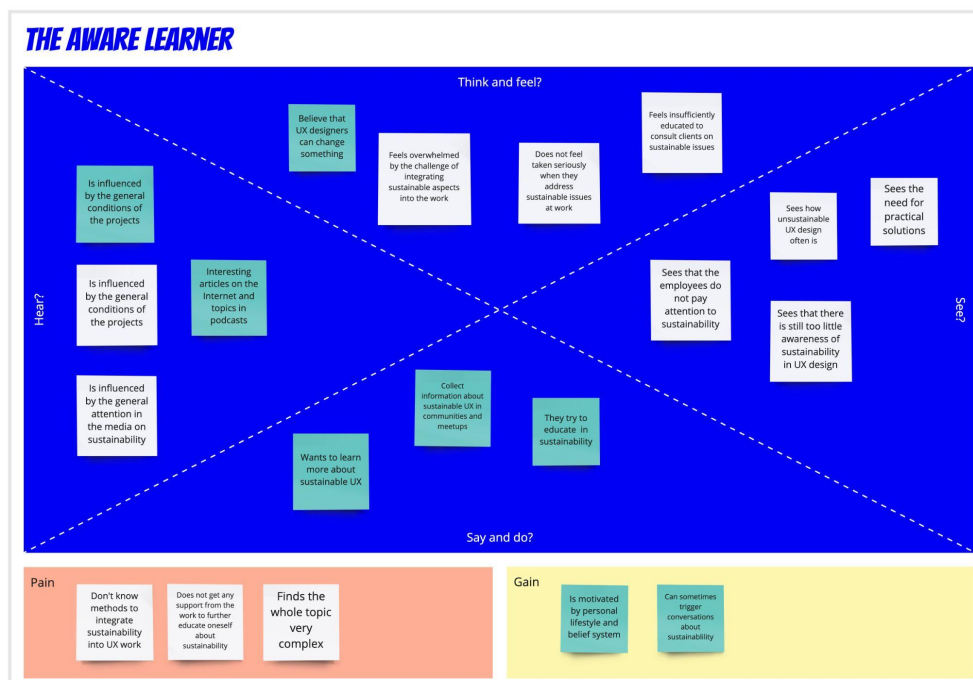 THE AWARE LEARNER
Think and feel?
Believe that
UX designers
can change
something
Feels overwhelmed
by the challenge of
integrating
sustainable aspects
into the work
Does not feel
taken seriously
when they
address
sustainable issues
at work
Feels insufficiently
educated to
consult clients on
sustainable issues
Hear?
Is influenced
by the general
conditions of
the projects
Is influenced
by the general
conditions of
the projects
Interesting
articles on the
Internet and
topics in
podcasts
Is influenced
by the general
attention in
the media on
sustainability
See?
Sees how
unsustainable
UX design
often is
Sees the
need for
practical
solutions
Sees that the
employees do
not pay
attention to
sustainability
Sees that there
is still too little
awareness of
sustainability
in UX design
Collect
information about
sustainable UX in
communities and
meetups
They try to
educate in
sustainability
Wants to learn
more about
sustainable UX
Say and do?
Pain
Don't know
methods to
integrate
sustainability
into UX work
Does not get any
support from the
work to further
educate oneself
about
sustainability
Finds the
whole topic
very
complex
Gain
Is motivated
by personal
lifestyle and
belief system
Can sometimes
trigger
conversations
about
sustainablility